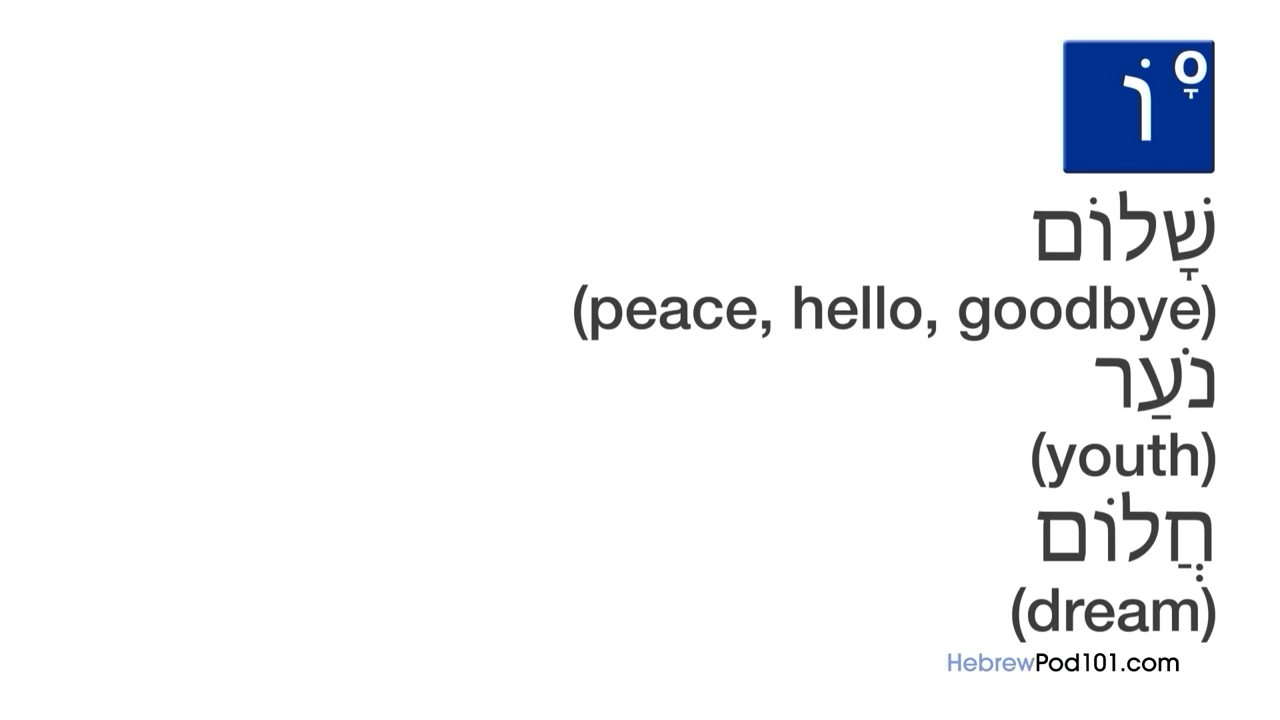 וֹ ѻָ
שָׁלוֹם
(peace, hello, goodbye)
נֹעַר
(youth)
חֲלוֹם
(dream)
HebrewPod101.com